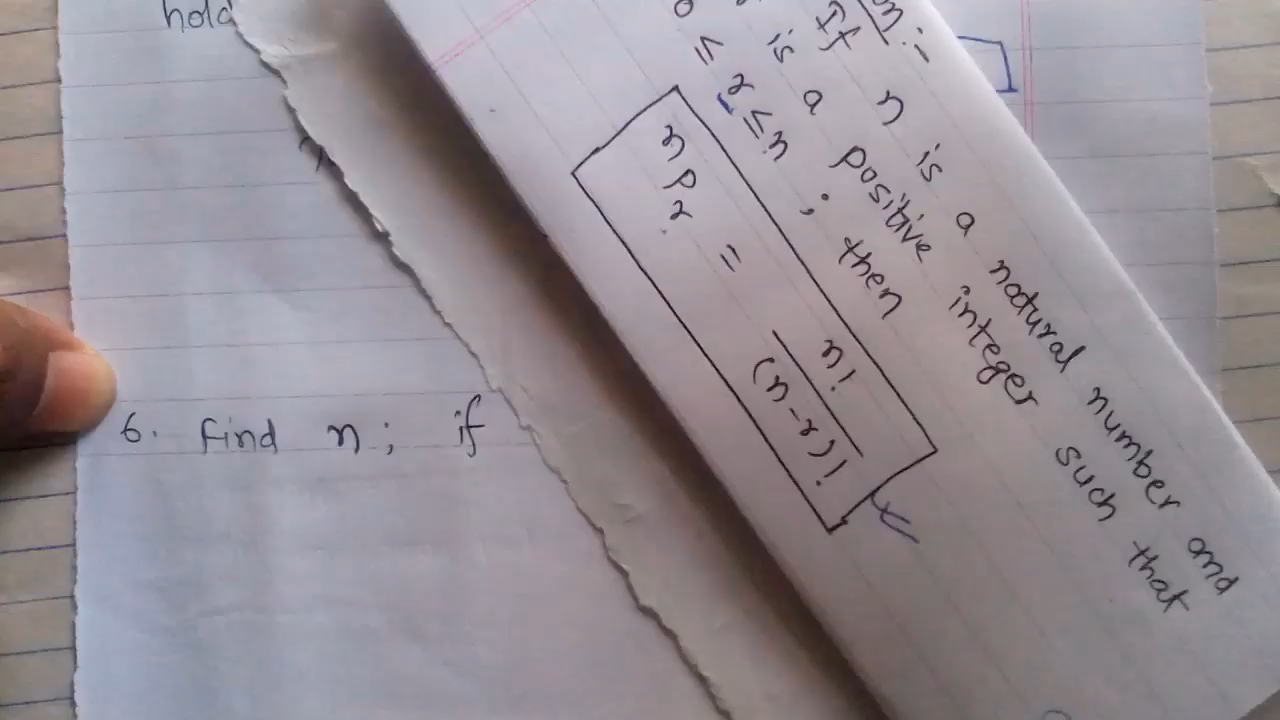 hold
6. find n; if
If n is a natural number and
is a positive integer such that
0 ≤ r ≤ n ; then
nPr = n! / (n-r)!